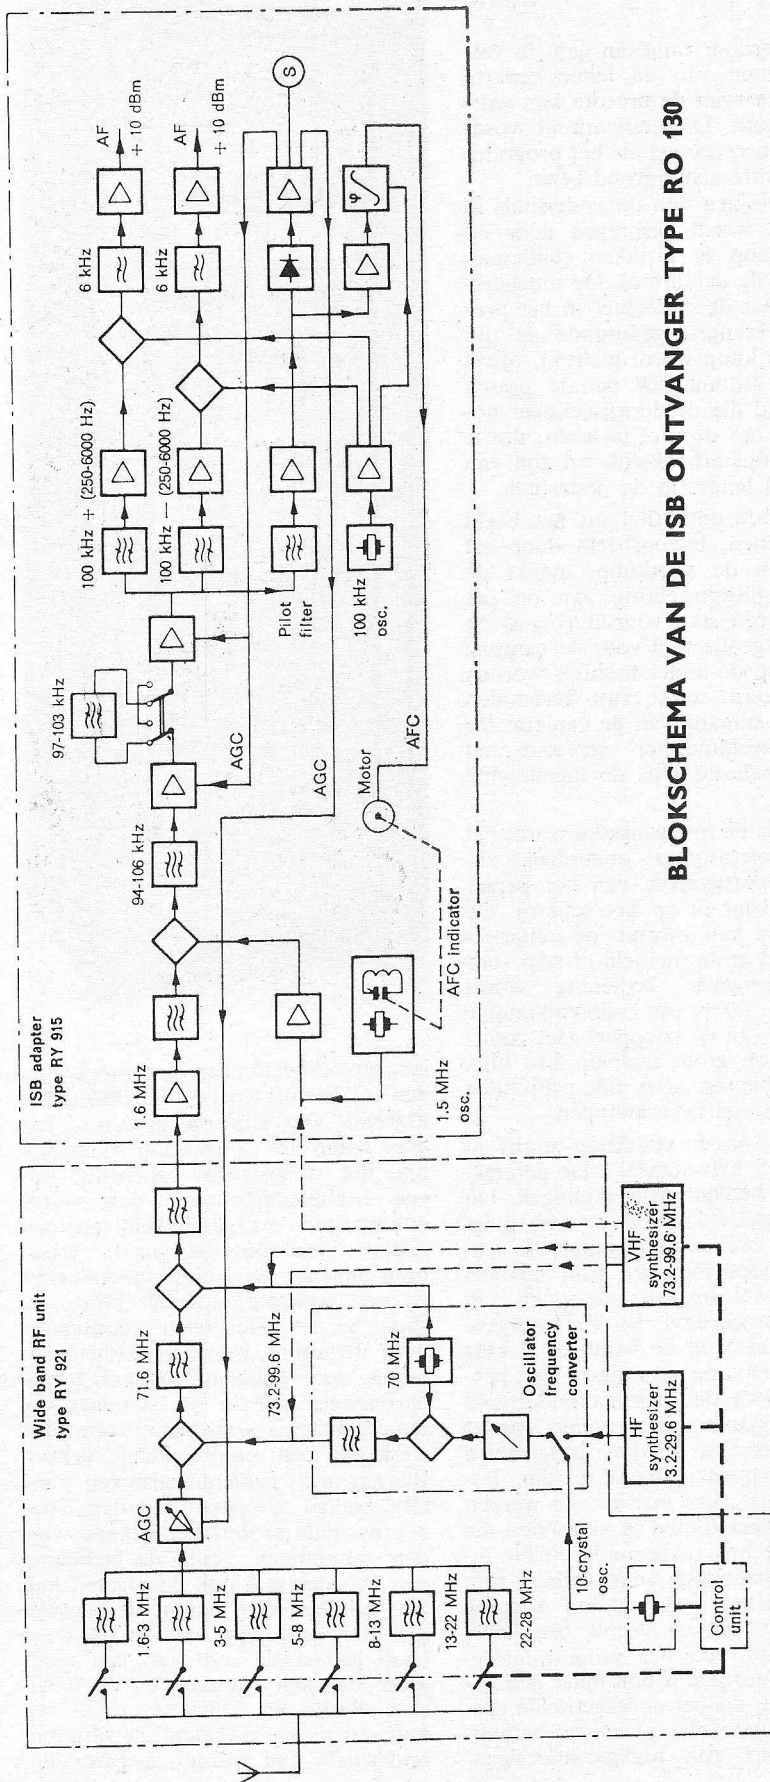 BLOKSCHEMA VAN DE ISB ONTVANGER TYPE RO 130
Wide band RF unit
type RY 921
1.6-3 MHz
3-5 MHz
5-8 MHz
8-13 MHz
13-22 MHz
22-28 MHz
AGC
71.6 MHz
73.2-99.6 MHz
70 MHz
Oscillator
frequency
converter
10-crystal
osc.
Control
unit
HF
synthesizer
3.2-29.6 MHz
VHF
synthesizer
73.2-99.6 MHz
ISB adapter
type RY 915
1.6 MHz
94-106 kHz
97-103 kHz
1.5 MHz
osc.
AFC indicator
Motor
AGC
AGC
AFC
100 kHz + (250-6000 Hz)
100 kHz — (250-6000 Hz)
Pilot
filter
100 kHz
osc.
6 kHz
6 kHz
AF
+ 10 dBm
AF
+ 10 dBm
S
φ